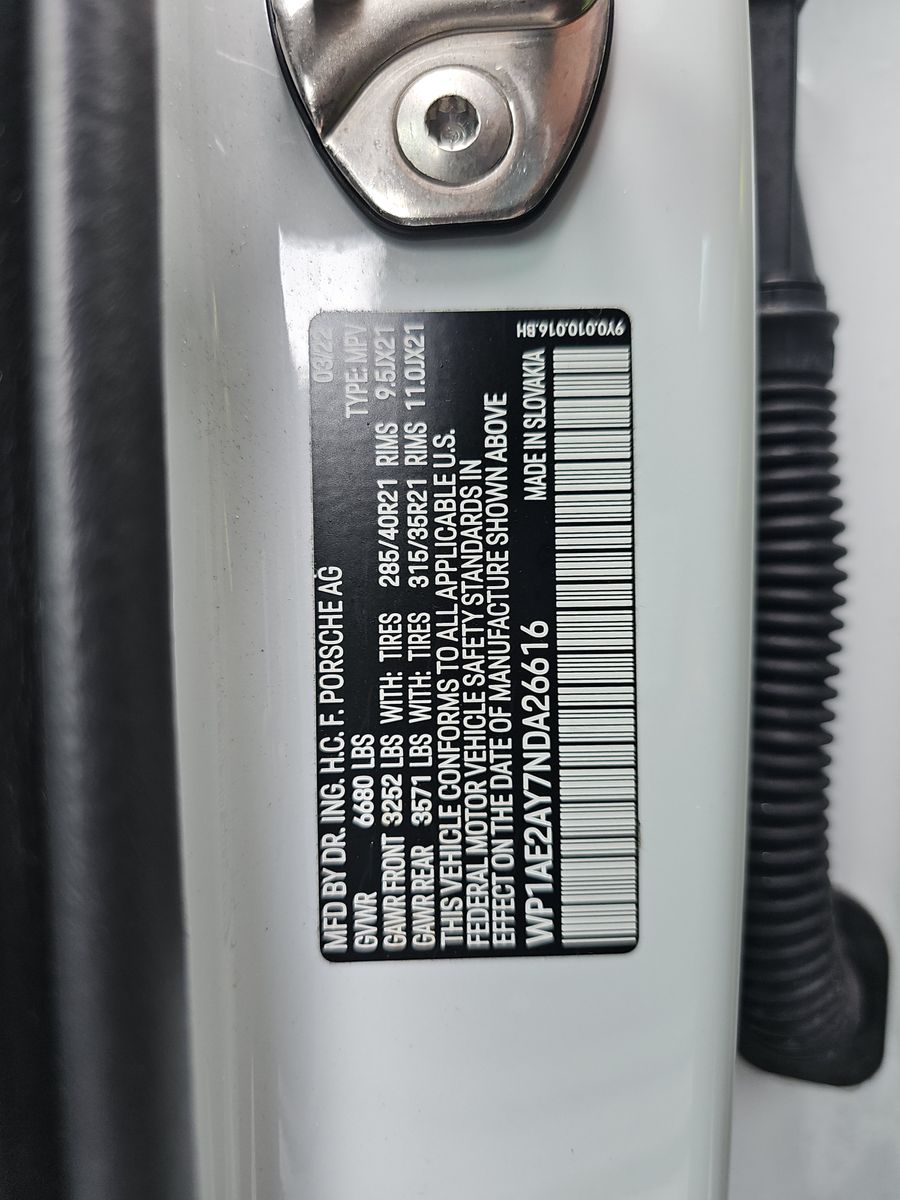 MFD BY DR. ING. H.C. F. PORSCHE AG 03/22
GVWR 6680 LBS TYPE: MPV
GAWR FRONT 3252 LBS WITH: TIRES 285/40R21 RIMS 9.5JX21
GAWR REAR 3571 LBS WITH: TIRES 315/35R21 RIMS 11.0JX21
THIS VEHICLE CONFORMS TO ALL APPLICABLE U.S.
FEDERAL MOTOR VEHICLE SAFETY STANDARDS IN
EFFECT ON THE DATE OF MANUFACTURE SHOWN ABOVE
WP1AE2AY7NDA26616 MADE IN SLOVAKIA
9Y0.010.016.BH